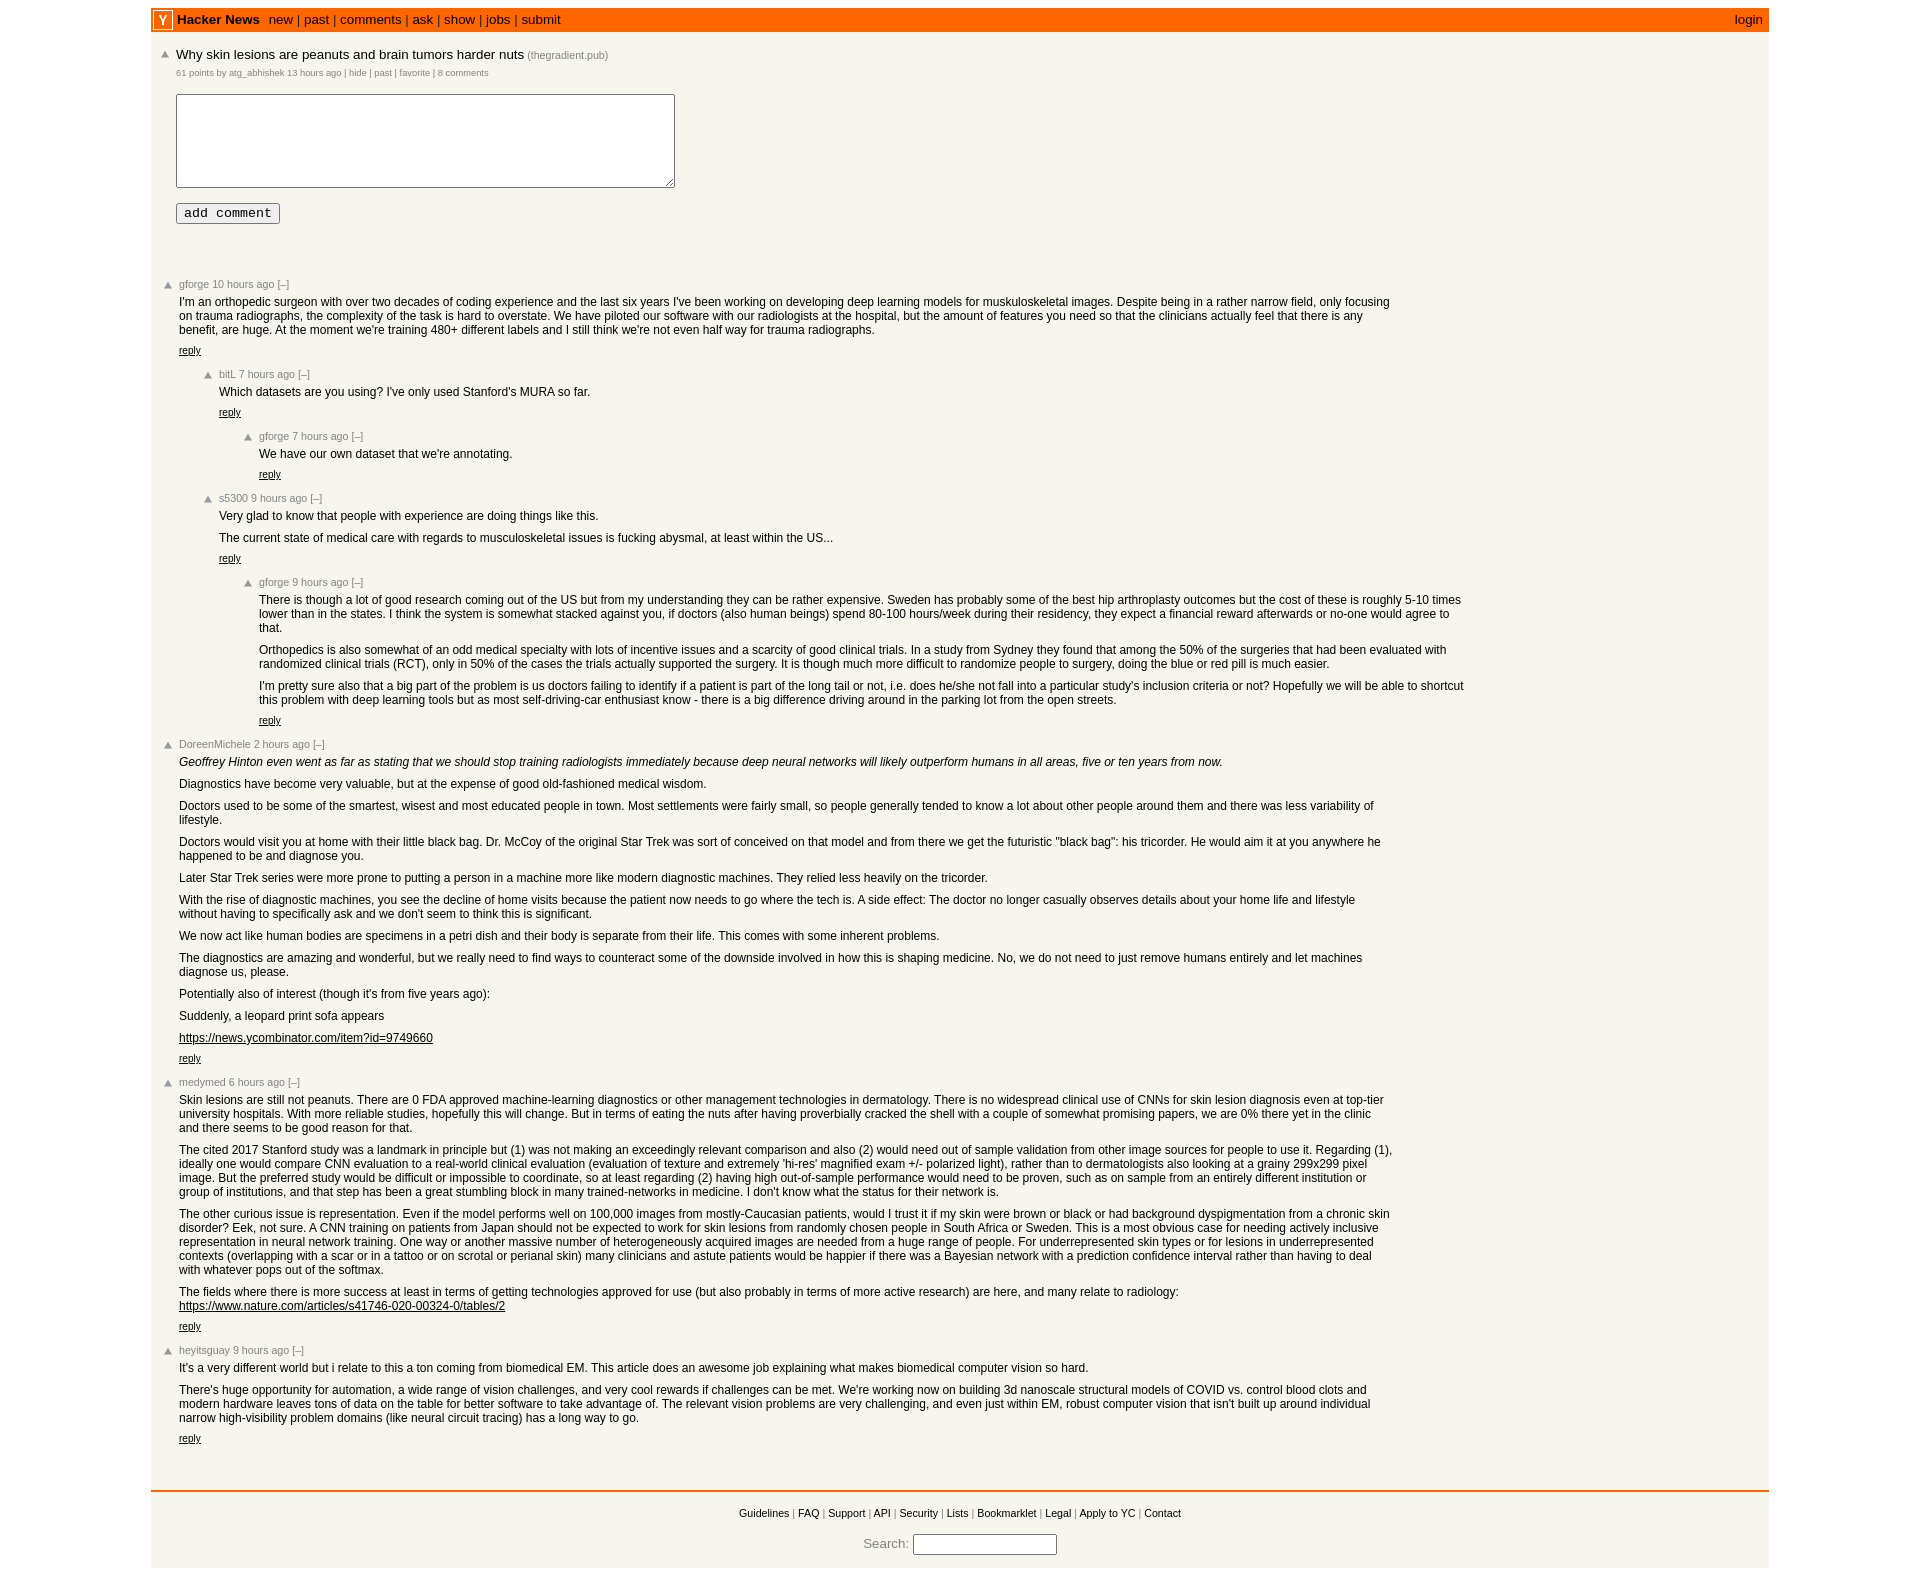 Y Hacker News new | past | comments | ask | show | jobs | submit login
Why skin lesions are peanuts and brain tumors harder nuts (thegradient.pub)
61 points by atg_abhishek 13 hours ago | hide | past | favorite | 8 comments
add comment
gforge 10 hours ago [–]
I'm an orthopedic surgeon with over two decades of coding experience and the last six years I've been working on developing deep learning models for muskuloskeletal images. Despite being in a rather narrow field, only focusing
on trauma radiographs, the complexity of the task is hard to overstate. We have piloted our software with our radiologists at the hospital, but the amount of features you need so that the clinicians actually feel that there is any
benefit, are huge. At the moment we're training 480+ different labels and I still think we're not even half way for trauma radiographs.
reply
bitL 7 hours ago [–]
Which datasets are you using? I've only used Stanford's MURA so far.
reply
gforge 7 hours ago [–]
We have our own dataset that we're annotating.
reply
s5300 9 hours ago [–]
Very glad to know that people with experience are doing things like this.
The current state of medical care with regards to musculoskeletal issues is fucking abysmal, at least within the US...
reply
gforge 9 hours ago [–]
There is though a lot of good research coming out of the US but from my understanding they can be rather expensive. Sweden has probably some of the best hip arthroplasty outcomes but the cost of these is roughly 5-10 times
lower than in the states. I think the system is somewhat stacked against you, if doctors (also human beings) spend 80-100 hours/week during their residency, they expect a financial reward afterwards or no-one would agree to
that.
Orthopedics is also somewhat of an odd medical specialty with lots of incentive issues and a scarcity of good clinical trials. In a study from Sydney they found that among the 50% of the surgeries that had been evaluated with
randomized clinical trials (RCT), only in 50% of the cases the trials actually supported the surgery. It is though much more difficult to randomize people to surgery, doing the blue or red pill is much easier.
I'm pretty sure also that a big part of the problem is us doctors failing to identify if a patient is part of the long tail or not, i.e. does he/she not fall into a particular study's inclusion criteria or not? Hopefully we will be able to shortcut
this problem with deep learning tools but as most self-driving-car enthusiast know - there is a big difference driving around in the parking lot from the open streets.
reply
DoreenMichele 2 hours ago [–]
Geoffrey Hinton even went as far as stating that we should stop training radiologists immediately because deep neural networks will likely outperform humans in all areas, five or ten years from now.
Diagnostics have become very valuable, but at the expense of good old-fashioned medical wisdom.
Doctors used to be some of the smartest, wisest and most educated people in town. Most settlements were fairly small, so people generally tended to know a lot about other people around them and there was less variability of
lifestyle.
Doctors would visit you at home with their little black bag. Dr. McCoy of the original Star Trek was sort of conceived on that model and from there we get the futuristic "black bag": his tricorder. He would aim it at you anywhere he
happened to be and diagnose you.
Later Star Trek series were more prone to putting a person in a machine more like modern diagnostic machines. They relied less heavily on the tricorder.
With the rise of diagnostic machines, you see the decline of home visits because the patient now needs to go where the tech is. A side effect: The doctor no longer casually observes details about your home life and lifestyle
without having to specifically ask and we don't seem to think this is significant.
We now act like human bodies are specimens in a petri dish and their body is separate from their life. This comes with some inherent problems.
The diagnostics are amazing and wonderful, but we really need to find ways to counteract some of the downside involved in how this is shaping medicine. No, we do not need to just remove humans entirely and let machines
diagnose us, please.
Potentially also of interest (though it's from five years ago):
Suddenly, a leopard print sofa appears
https://news.ycombinator.com/item?id=9749660
reply
medymed 6 hours ago [–]
Skin lesions are still not peanuts. There are 0 FDA approved machine-learning diagnostics or other management technologies in dermatology. There is no widespread clinical use of CNNs for skin lesion diagnosis even at top-tier
university hospitals. With more reliable studies, hopefully this will change. But in terms of eating the nuts after having proverbially cracked the shell with a couple of somewhat promising papers, we are 0% there yet in the clinic
and there seems to be good reason for that.
The cited 2017 Stanford study was a landmark in principle but (1) was not making an exceedingly relevant comparison and also (2) would need out of sample validation from other image sources for people to use it. Regarding (1),
ideally one would compare CNN evaluation to a real-world clinical evaluation (evaluation of texture and extremely 'hi-res' magnified exam +/- polarized light), rather than to dermatologists also looking at a grainy 299x299 pixel
image. But the preferred study would be difficult or impossible to coordinate, so at least regarding (2) having high out-of-sample performance would need to be proven, such as on sample from an entirely different institution or
group of institutions, and that step has been a great stumbling block in many trained-networks in medicine. I don't know what the status for their network is.
The other curious issue is representation. Even if the model performs well on 100,000 images from mostly-Caucasian patients, would I trust it if my skin were brown or black or had background dyspigmentation from a chronic skin
disorder? Eek, not sure. A CNN training on patients from Japan should not be expected to work for skin lesions from randomly chosen people in South Africa or Sweden. This is a most obvious case for needing actively inclusive
representation in neural network training. One way or another massive number of heterogeneously acquired images are needed from a huge range of people. For underrepresented skin types or for lesions in underrepresented
contexts (overlapping with a scar or in a tattoo or on scrotal or perianal skin) many clinicians and astute patients would be happier if there was a Bayesian network with a prediction confidence interval rather than having to deal
with whatever pops out of the softmax.
The fields where there is more success at least in terms of getting technologies approved for use (but also probably in terms of more active research) are here, and many relate to radiology:
https://www.nature.com/articles/s41746-020-00324-0/tables/2
reply
heyitsguay 9 hours ago [–]
It's a very different world but i relate to this a ton coming from biomedical EM. This article does an awesome job explaining what makes biomedical computer vision so hard.
There's huge opportunity for automation, a wide range of vision challenges, and very cool rewards if challenges can be met. We're working now on building 3d nanoscale structural models of COVID vs. control blood clots and
modern hardware leaves tons of data on the table for better software to take advantage of. The relevant vision problems are very challenging, and even just within EM, robust computer vision that isn't built up around individual
narrow high-visibility problem domains (like neural circuit tracing) has a long way to go.
reply
Guidelines | FAQ | Support | API | Security | Lists | Bookmarklet | Legal | Apply to YC | Contact
Search: